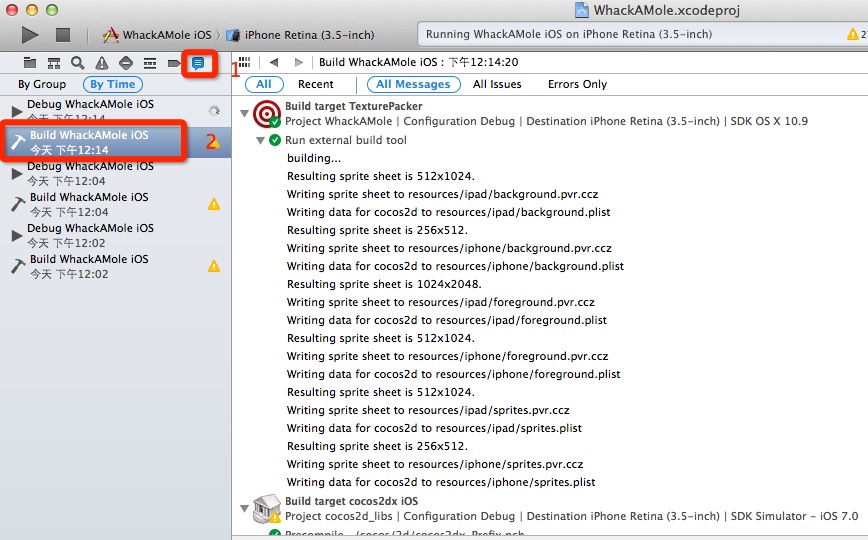 WhackAMole.xcodeproj
WhackAMole iOS
iPhone Retina (3.5-inch)
Running WhackAMole iOS on iPhone Retina (3.5-inch)
1
Build WhackAMole iOS : 下午12:14:20
By Group
By Time
All
Recent
All Messages
All Issues
Errors Only
Debug WhackAMole iOS
今天 下午12:14
Build WhackAMole iOS
今天 下午12:14
2
Debug WhackAMole iOS
今天 下午12:04
Build WhackAMole iOS
今天 下午12:04
Debug WhackAMole iOS
今天 下午12:02
Build WhackAMole iOS
今天 下午12:02
Build target TexturePacker
Project WhackAMole | Configuration Debug | Destination iPhone Retina (3.5-inch) | SDK OS X 10.9
Run external build tool
building...
Resulting sprite sheet is 512x1024.
Writing sprite sheet to resources/ipad/background.pvr.ccz
Writing data for cocos2d to resources/ipad/background.plist
Resulting sprite sheet is 256x512.
Writing sprite sheet to resources/iphone/background.pvr.ccz
Writing data for cocos2d to resources/iphone/background.plist
Resulting sprite sheet is 1024x2048.
Writing sprite sheet to resources/ipad/foreground.pvr.ccz
Writing data for cocos2d to resources/ipad/foreground.plist
Resulting sprite sheet is 512x1024.
Writing sprite sheet to resources/iphone/foreground.pvr.ccz
Writing data for cocos2d to resources/iphone/foreground.plist
Resulting sprite sheet is 512x1024.
Writing sprite sheet to resources/ipad/sprites.pvr.ccz
Writing data for cocos2d to resources/ipad/sprites.plist
Resulting sprite sheet is 256x512.
Writing sprite sheet to resources/iphone/sprites.pvr.ccz
Writing data for cocos2d to resources/iphone/sprites.plist
Build target cocos2dx iOS
Project cocos2d_libs | Configuration Debug | Destination iPhone Retina (3.5-inch) | SDK Simulator - iOS 7.0